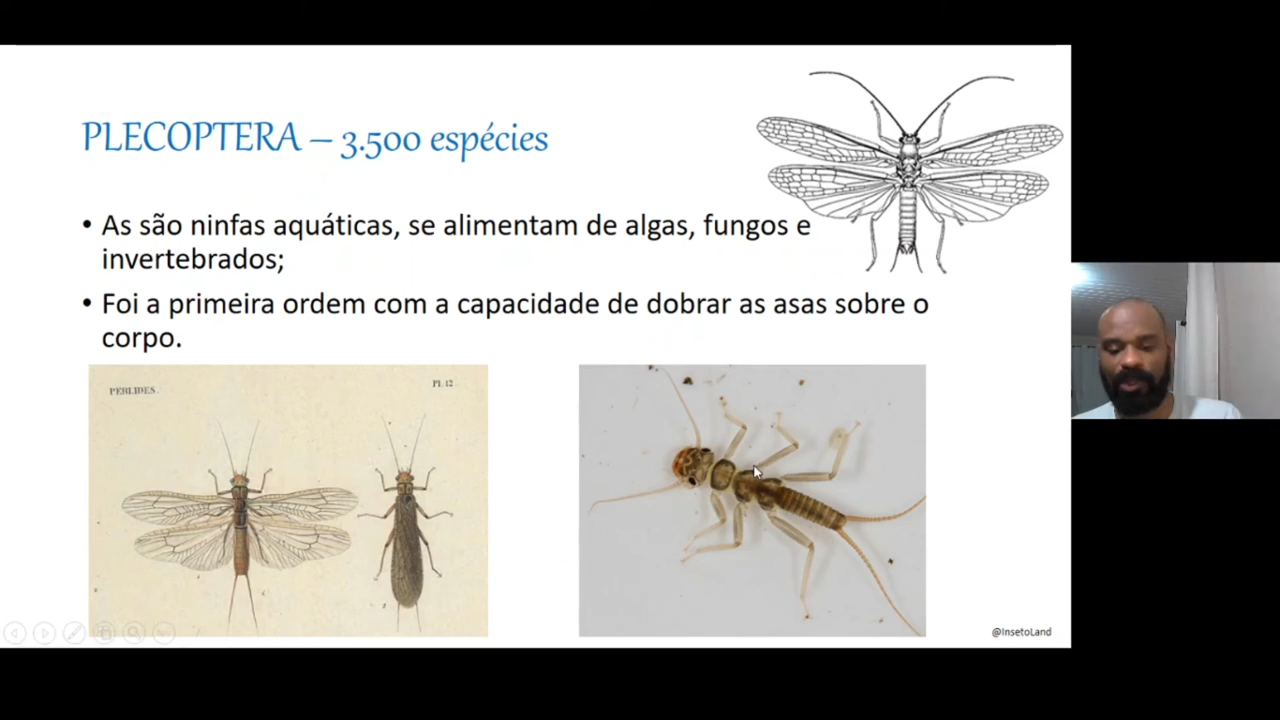 PLECOPTERA – 3.500 espécies
• As são ninfas aquáticas, se alimentam de algas, fungos e
invertebrados;
• Foi a primeira ordem com a capacidade de dobrar as asas sobre o
corpo.
PERLIDES.
Pl. 12
@InsetoLand